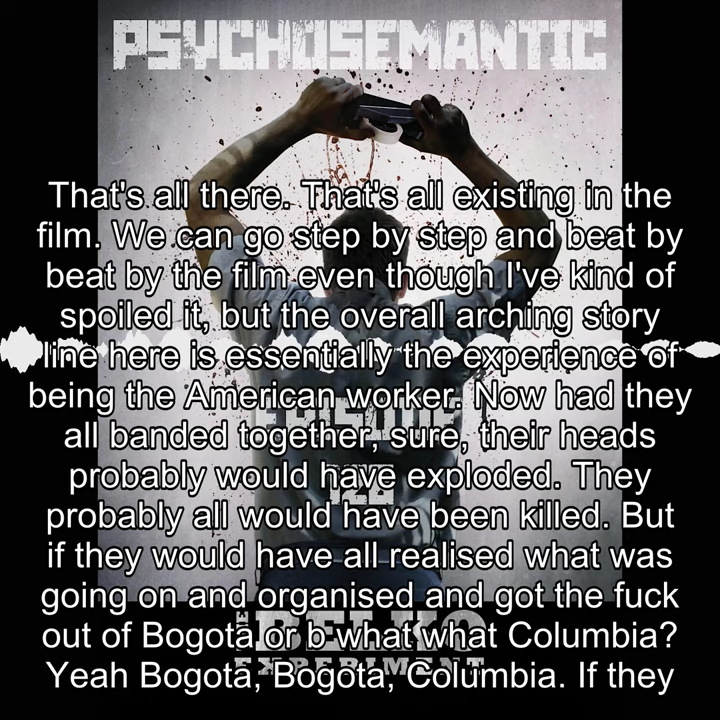 PSYCHOSEMANTIC
That's all there. That's all existing in the
film. We can go step by step and beat by
beat by the film even though I've kind of
spoiled it, but the overall arching story
line here is essentially the experience of
being the American worker. Now had they
all banded together, sure, their heads
probably would have exploded. They
probably all would have been killed. But
if they would have all realised what was
going on and organised and got the fuck
out of Bogotá or b-what what Columbia?
Yeah Bogotá, Bogota, Columbia. If they
EPISODE
THE
BELKO
EXPERIMENT